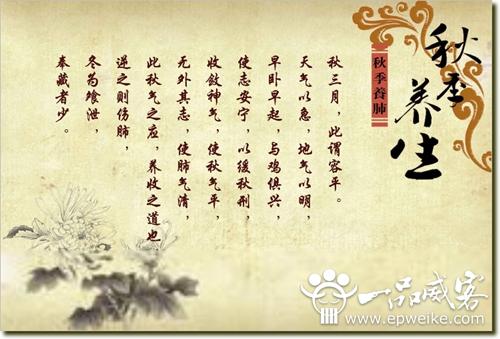 秋季养生
秋季养肺
秋三月，此谓容平。
天气以急，地气以明，
早卧早起，与鸡俱兴，
使志安宁，以缓秋刑，
收敛神气，使秋气平，
无外其志，使肺气清，
此秋气之应，养收之道也
逆之则伤肺，
冬为飧泄，
奉藏者少。
一品威客
www.epweike.com